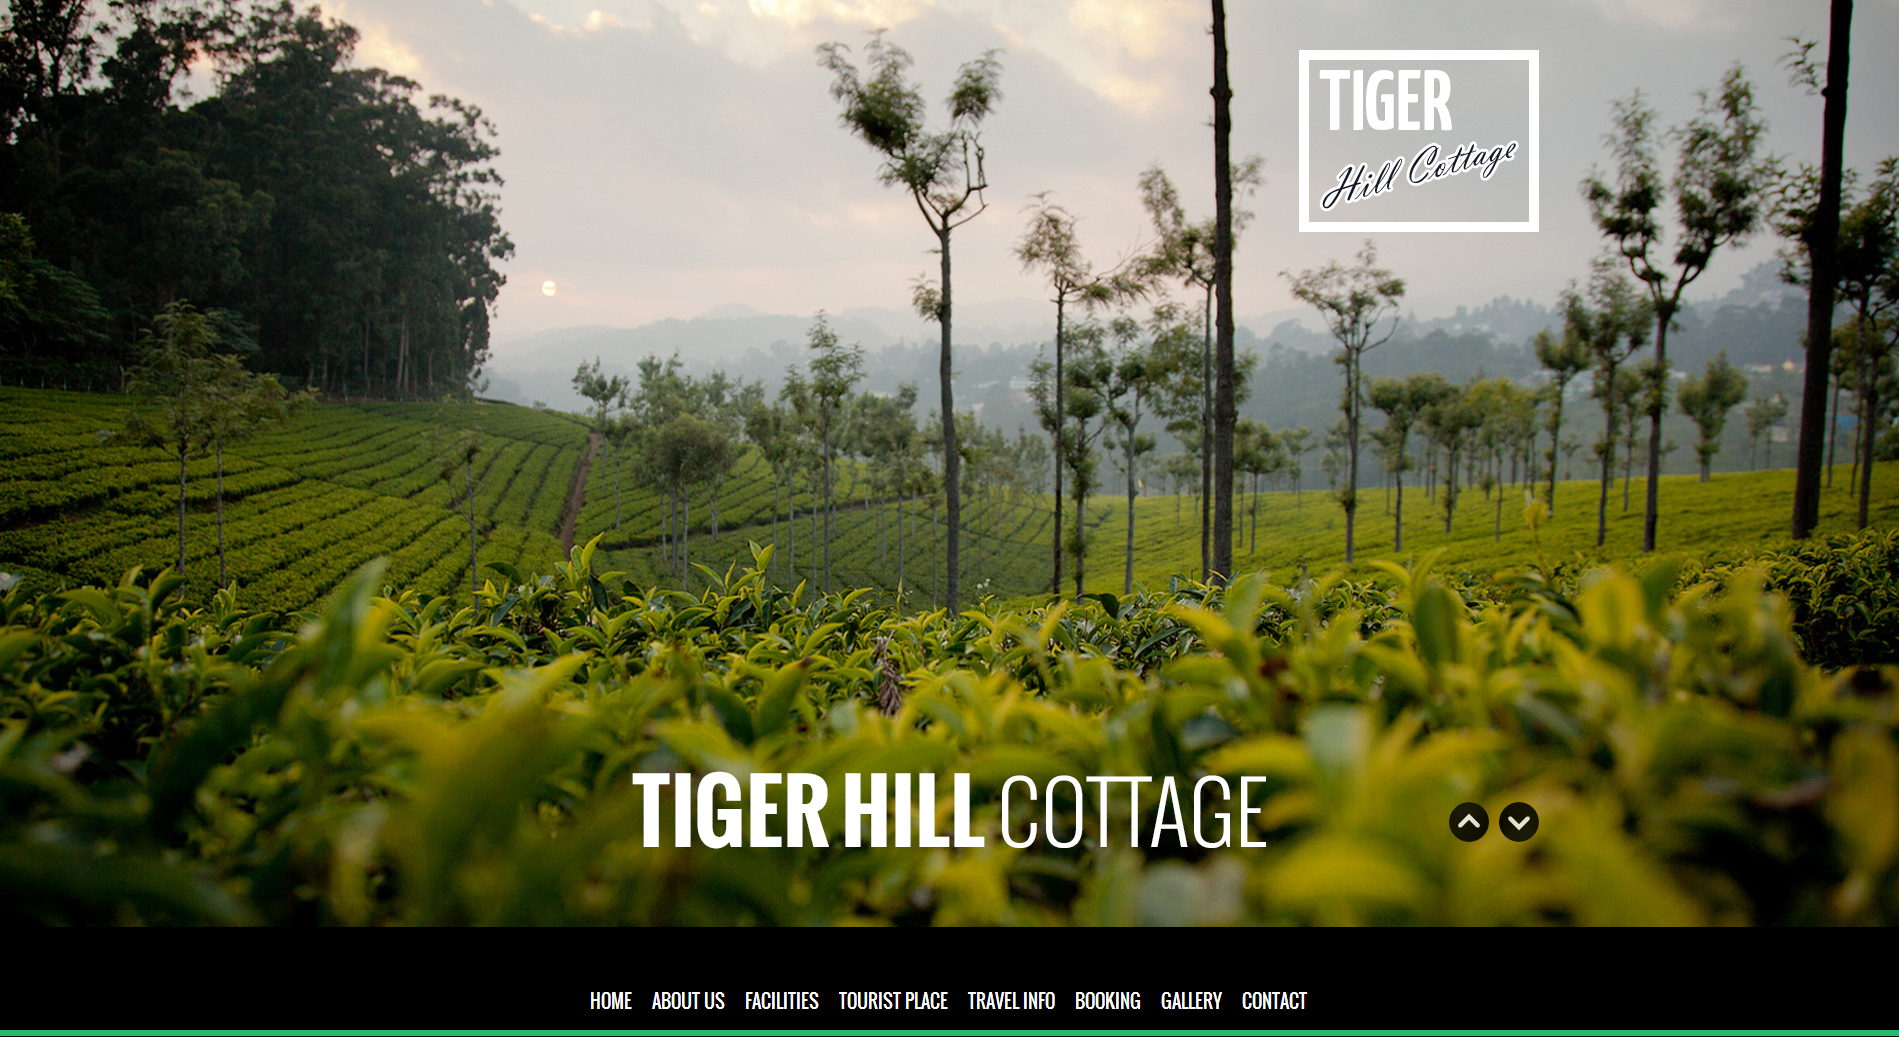 TIGER
Hill Cottage
TIGER HILL COTTAGE
HOME ABOUT US FACILITIES TOURIST PLACE TRAVEL INFO BOOKING GALLERY CONTACT